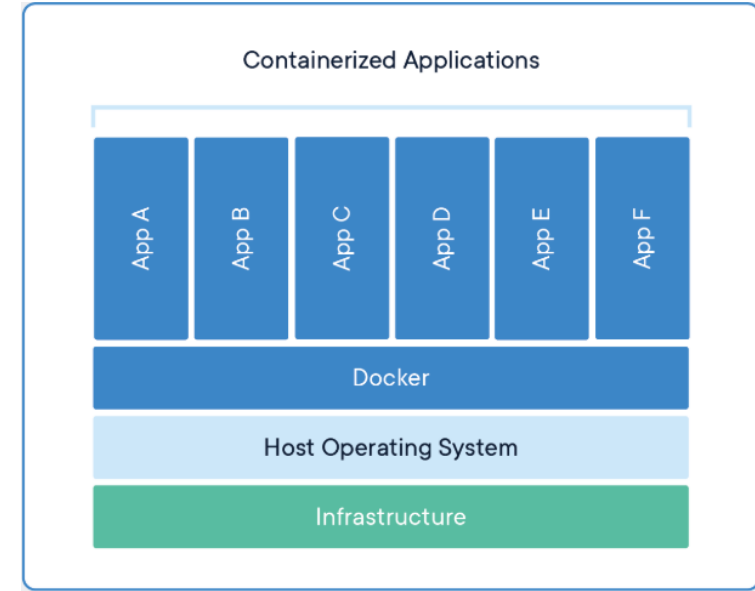 Containerized Applications
App A
App B
App C
App D
App E
App F
Docker
Host Operating System
Infrastructure